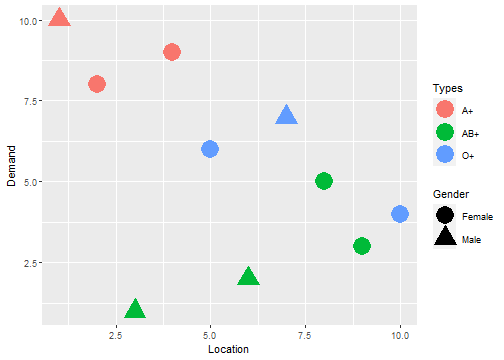 10.0
7.5
5.0
2.5
Demand
2.5 5.0 7.5 10.0
Location
Types
A+
AB+
O+
Gender
Female
Male